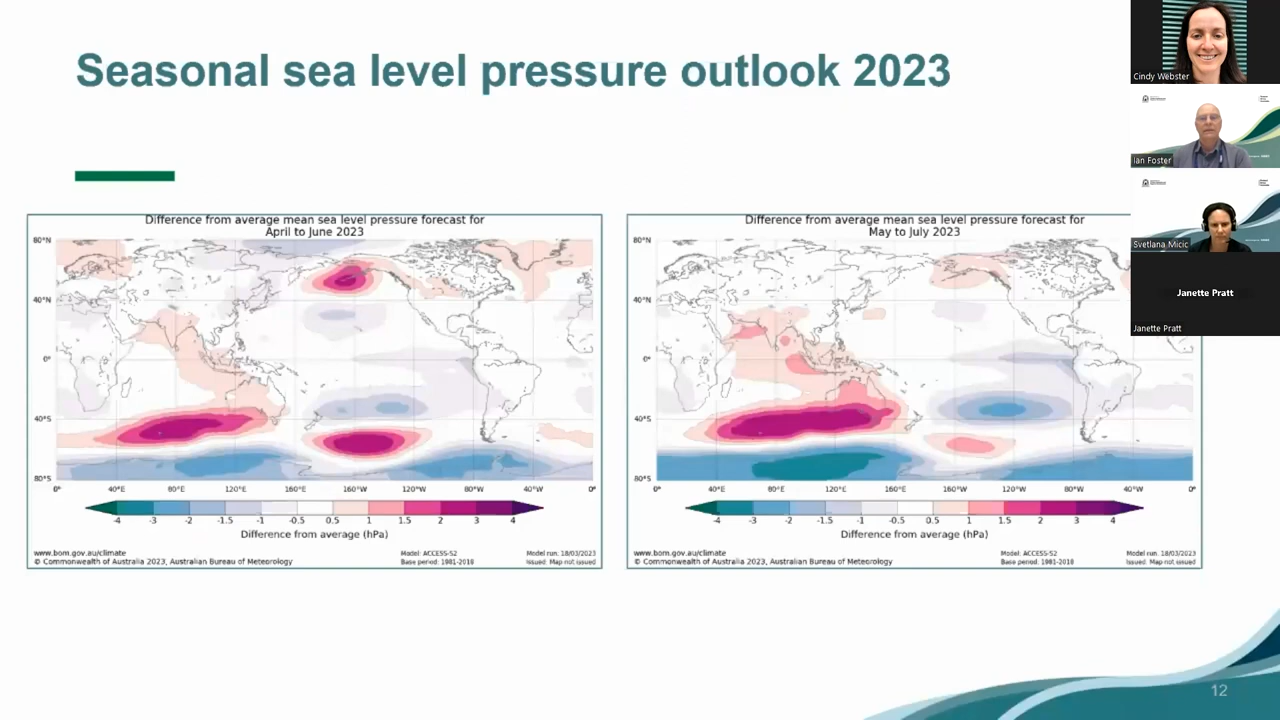 Seasonal sea level pressure outlook 2023
Difference from average mean sea level pressure forecast for
April to June 2023
80°N
40°N
0°
40°S
80°S
0° 40°E 80°E 120°E 160°E 160°W 120°W 80°W 40°W 0°
-4 -3 -2 -1.5 -1 -0.5 0.5 1 1.5 2 3 4
Difference from average (hPa)
www.bom.gov.au/climate
© Commonwealth of Australia 2023, Australian Bureau of Meteorology
Model: ACCESS-S2
Base period: 1981-2018
Model run: 18/03/2023
Issued: Map not issued
Difference from average mean sea level pressure forecast for
May to July 2023
80°N
40°N
0°
40°S
80°S
0° 40°E 80°E 120°E 160°E 160°W 120°W 80°W 40°W 0°
-4 -3 -2 -1.5 -1 -0.5 0.5 1 1.5 2 3 4
Difference from average (hPa)
www.bom.gov.au/climate
© Commonwealth of Australia 2023, Australian Bureau of Meteorology
Model: ACCESS-S2
Base period: 1981-2018
Model run: 18/03/2023
Issued: Map not issued
Cindy Webster
Ian Foster
Svetlana Micic
Janette Pratt
Janette Pratt
12